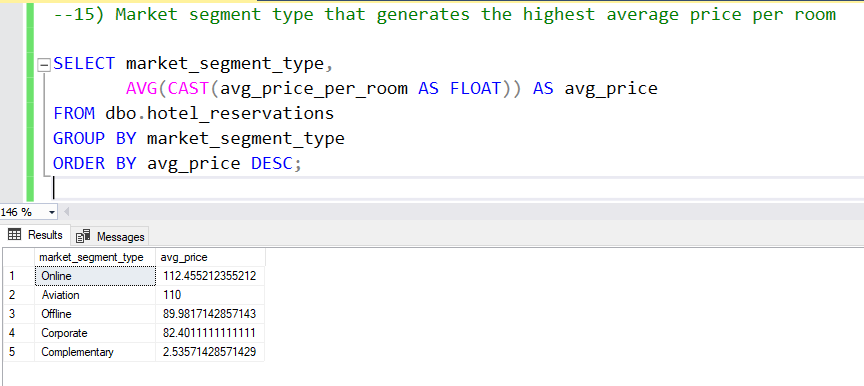 --15) Market segment type that generates the highest average price per room
SELECT market_segment_type,
AVG(CAST(avg_price_per_room AS FLOAT)) AS avg_price
FROM dbo.hotel_reservations
GROUP BY market_segment_type
ORDER BY avg_price DESC;
146 %
Results Messages
market_segment_type avg_price
1 Online 112.455212355212
2 Aviation 110
3 Offline 89.9817142857143
4 Corporate 82.4011111111111
5 Complementary 2.53571428571429